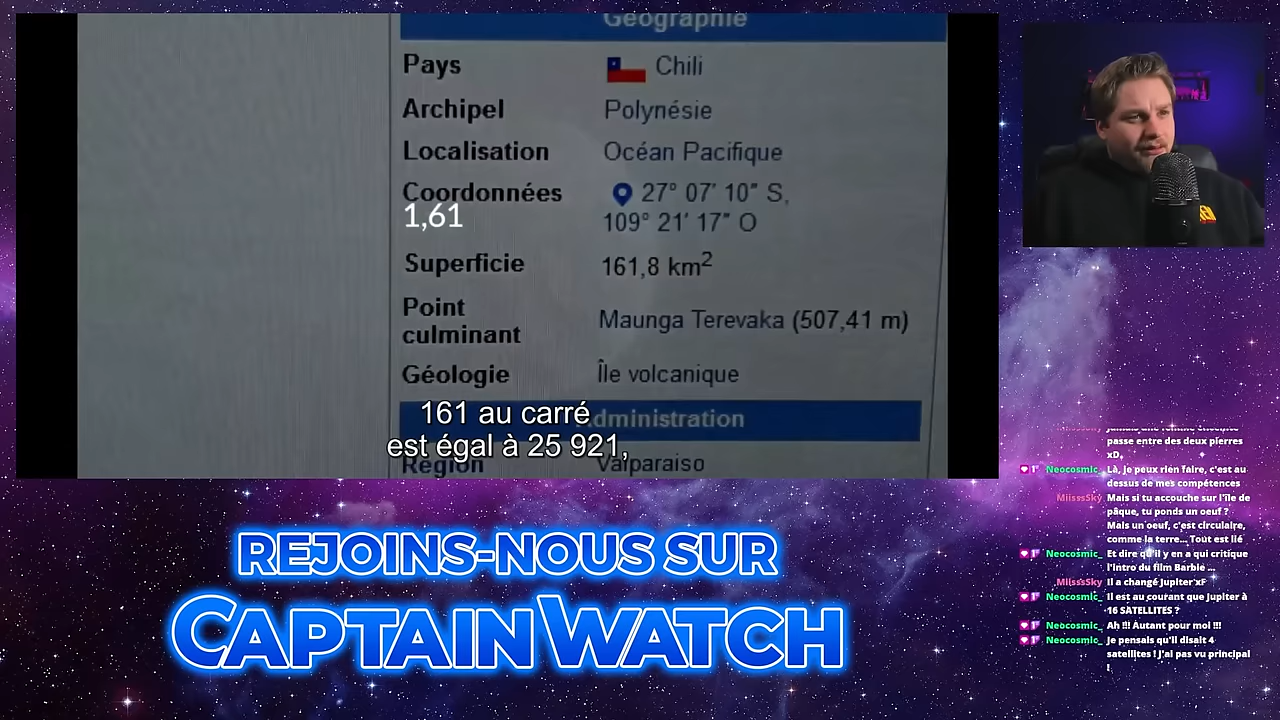 Géographie
Pays Chili
Archipel Polynésie
Localisation Océan Pacifique
Coordonnées 27° 07′ 10″ S,
1,61 109° 21′ 17″ O
Superficie 161,8 km²
Point
culminant Maunga Terevaka (507,41 m)
Géologie Île volcanique
161 au carré
dministration
est égal à 25 921,
Région Valparaiso
passe entre des deux pierres
xD
Neocosmic_ Là, je peux rien faire, c'est au
dessus de mes compétences
MiisssSky Mais si tu accouche sur l'île de
pâque, tu ponds un oeuf ?
Mais un oeuf, c'est circulaire,
comme la terre... Tout est lié
Neocosmic_ Et dire qu'il y en a qui critique
l'intro du film Barbie ...
MiisssSky Il a changé Jupiter xF
Neocosmic_ Il est au courant que Jupiter à
16 SATELLITES ?
Neocosmic_ Ah !!! Autant pour moi !!!
Neocosmic_ Je pensais qu'il disait 4
satellites ! J'ai pas vu principal
!
REJOINS-NOUS SUR
CAPTAIN WATCH